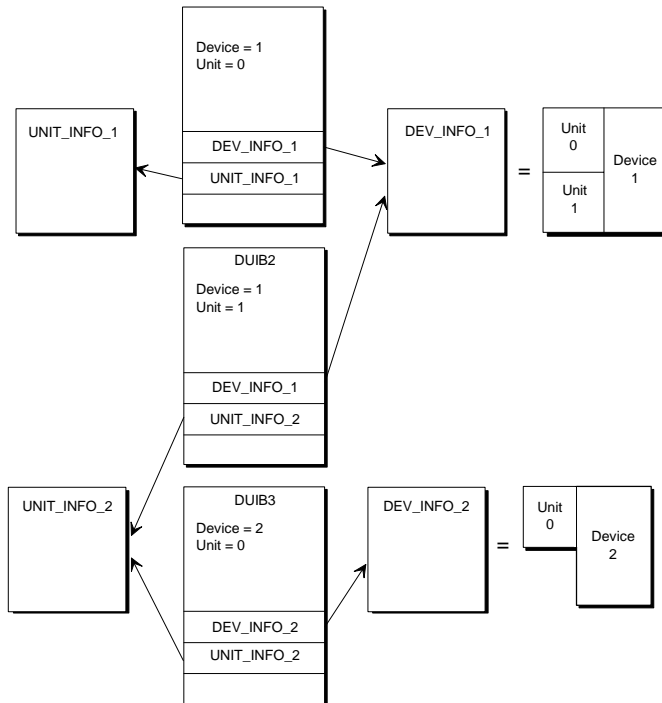 Device = 1
Unit = 0
UNIT_INFO_1
DEV_INFO_1
UNIT_INFO_1
DEV_INFO_1
=
Unit
0
Unit
1
Device
1
DUIB2
Device = 1
Unit = 1
DEV_INFO_1
UNIT_INFO_2
UNIT_INFO_2
DUIB3
Device = 2
Unit = 0
DEV_INFO_2
UNIT_INFO_2
DEV_INFO_2
=
Unit
0
Device
2